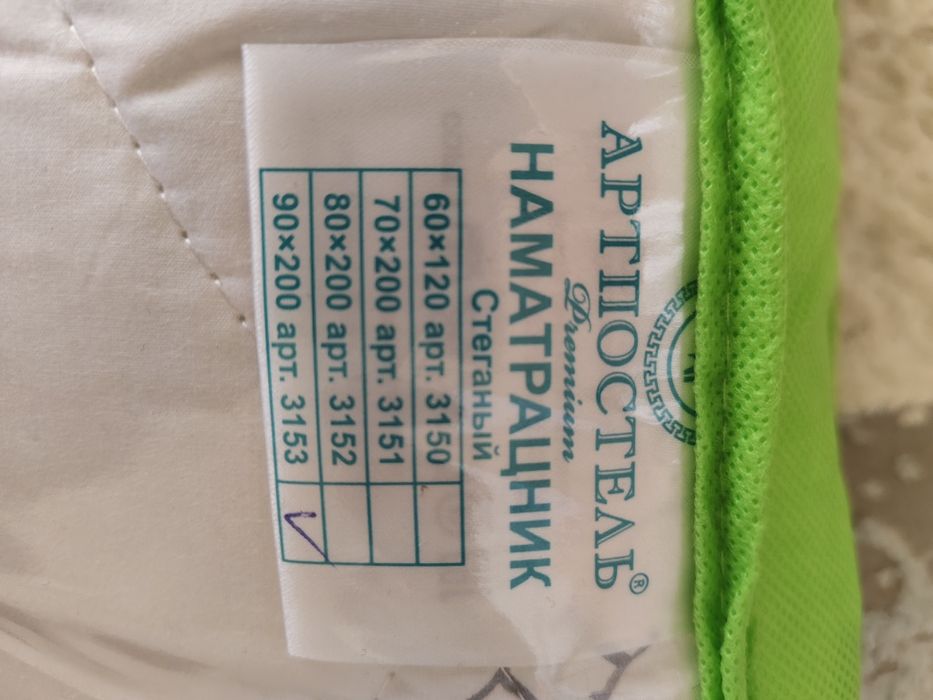 АРТПОСТЕЛЬ®
Premium
НАМАТРАЦНИК
Стеганый
60×120 арт. 3150
70×200 арт. 3151
80×200 арт. 3152
90×200 арт. 3153